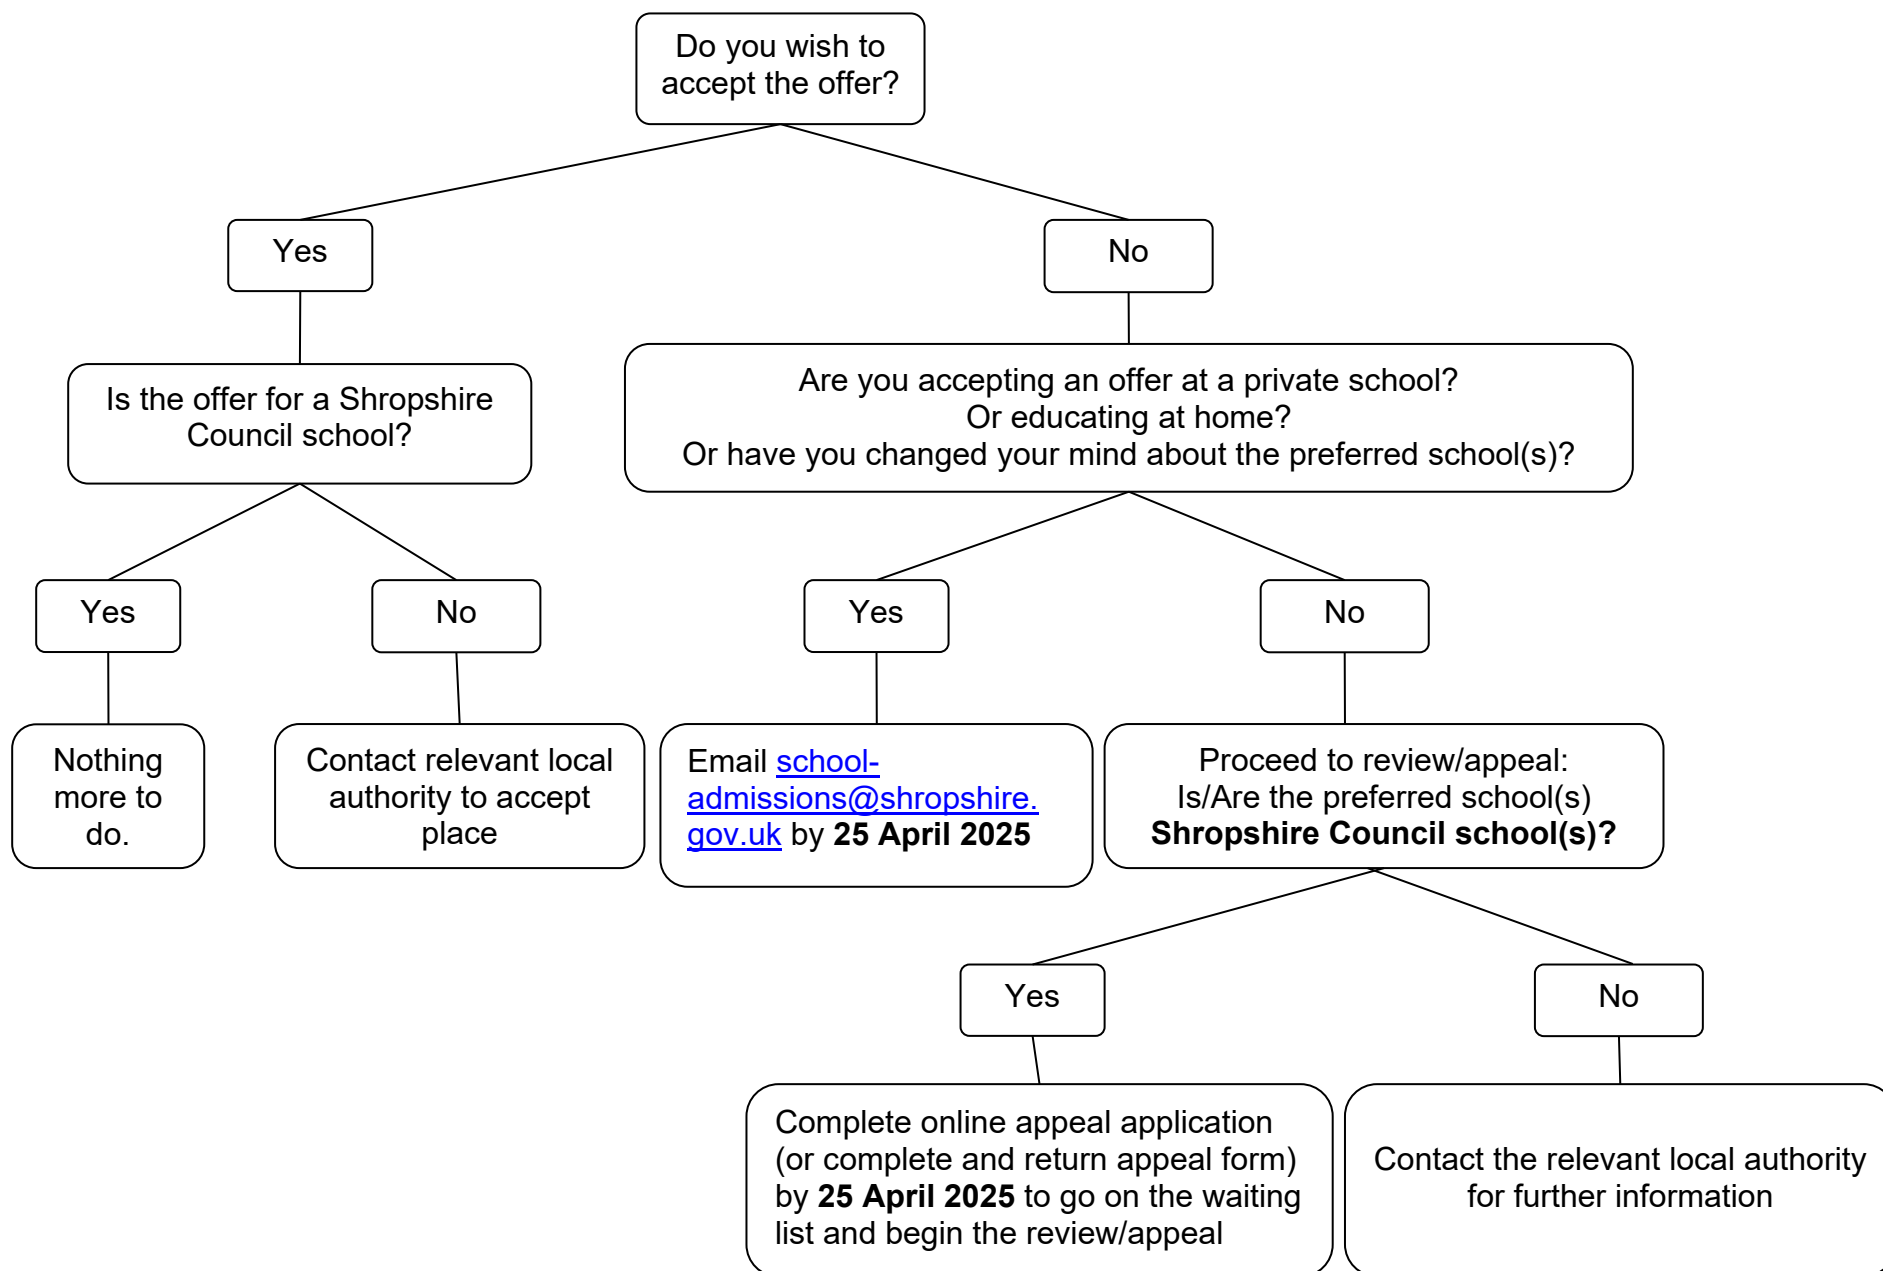 Do you wish to
accept the offer?
Yes
No
Is the offer for a Shropshire
Council school?
Are you accepting an offer at a private school?
Or educating at home?
Or have you changed your mind about the preferred school(s)?
Yes
No
Yes
No
Nothing
more to
do.
Contact relevant local
authority to accept
place
Email school-
admissions@shropshire.
gov.uk by 25 April 2025
Proceed to review/appeal:
Is/Are the preferred school(s)
Shropshire Council school(s)?
Yes
No
Complete online appeal application
(or complete and return appeal form)
by 25 April 2025 to go on the waiting
list and begin the review/appeal
Contact the relevant local authority
for further information